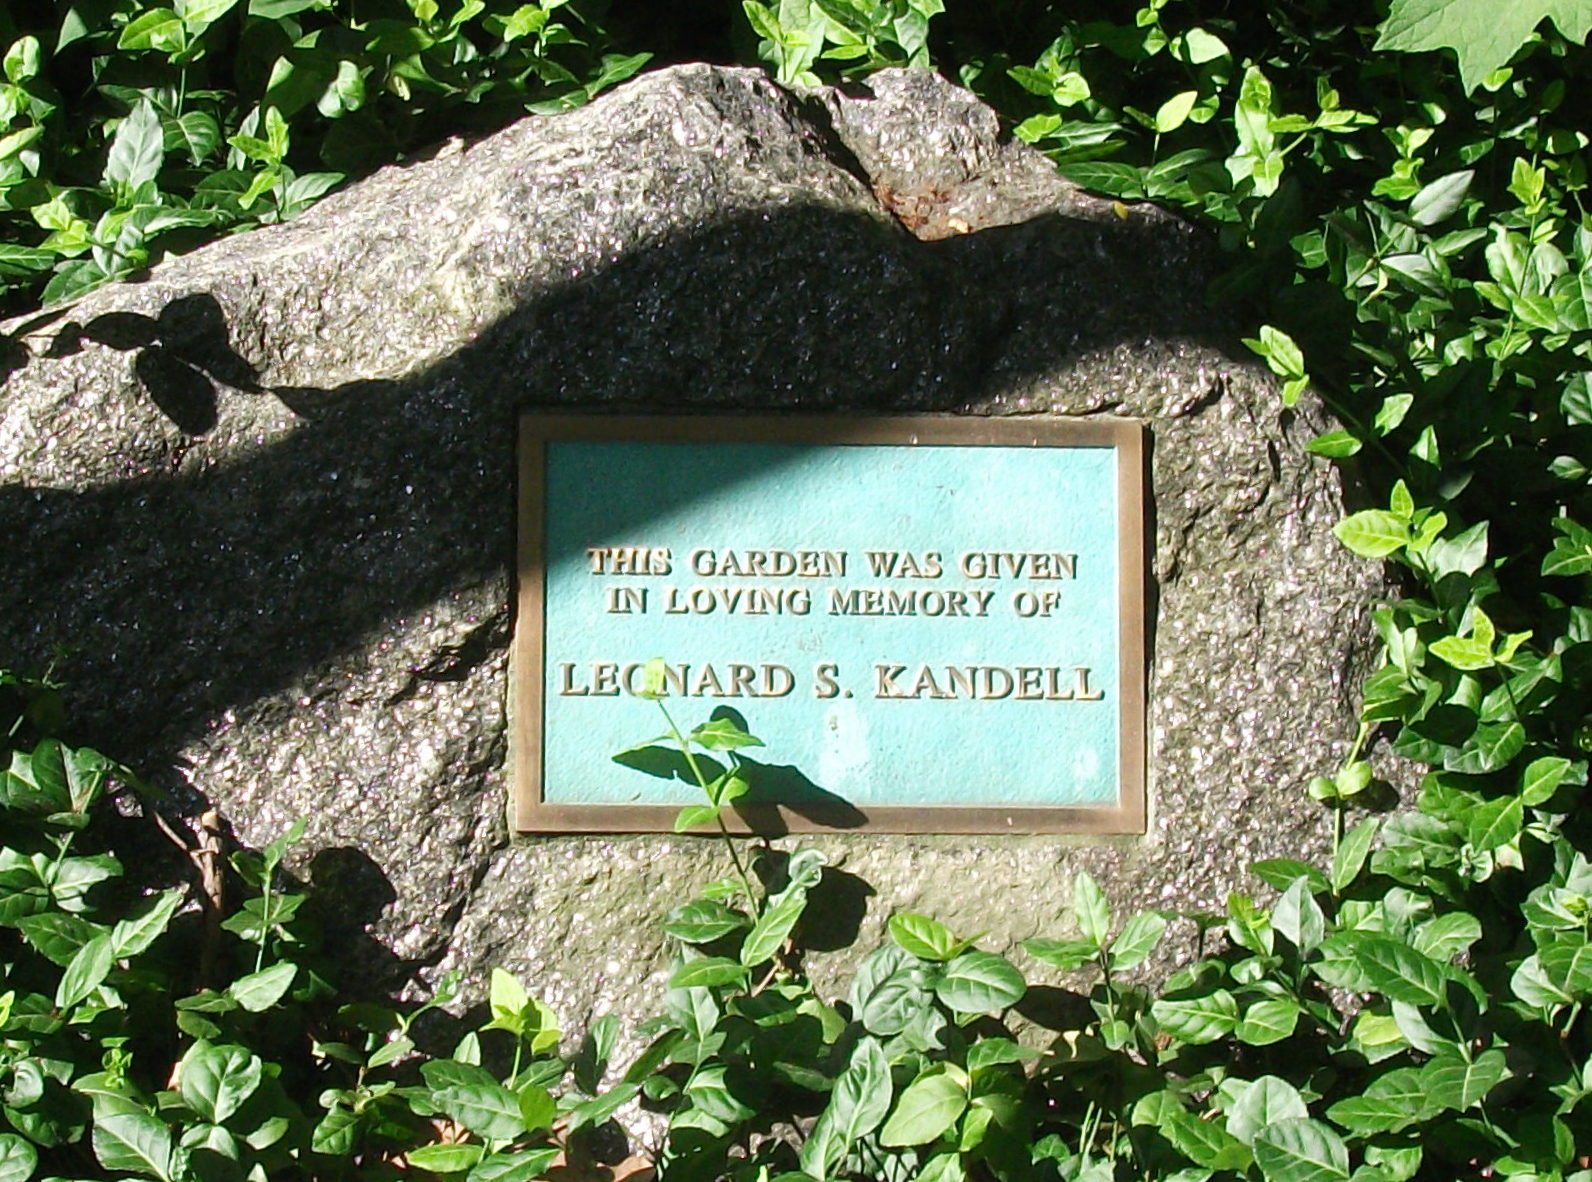 THIS GARDEN WAS GIVEN
IN LOVING MEMORY OF
LEONARD S. KANDELL